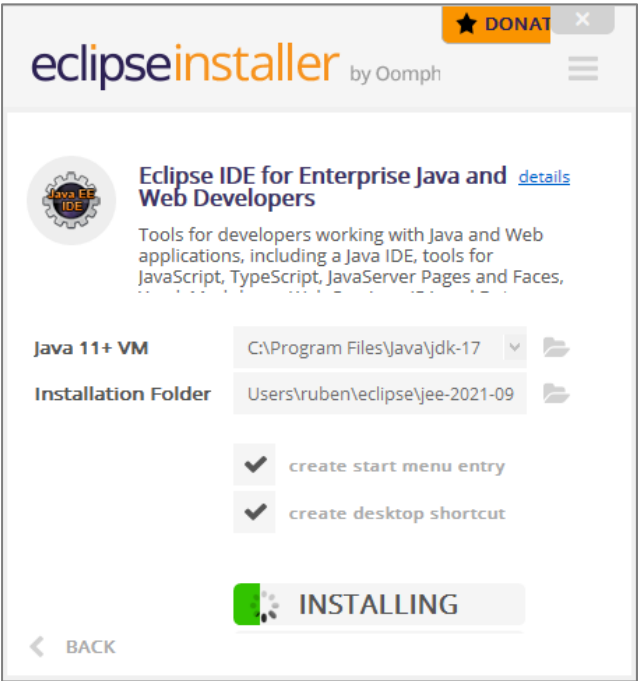 DONAT
eclipseinstaller by Oomph
Java EE
IDE
Eclipse IDE for Enterprise Java and details
Web Developers
Tools for developers working with Java and Web
applications, including a Java IDE, tools for
JavaScript, TypeScript, JavaServer Pages and Faces,
Java 11+ VM C:\Program Files\Java\jdk-17
Installation Folder Users\ruben\eclipse\jee-2021-09
create start menu entry
create desktop shortcut
INSTALLING
BACK